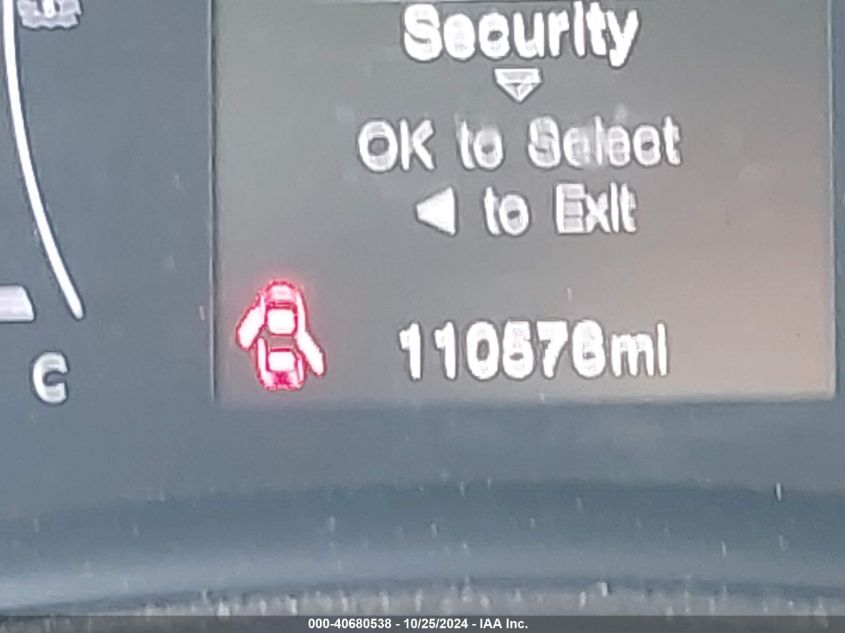 Security
OK to Select
◀ to Exit
110576mi
C
000-40680538 - 10/25/2024 - IAA Inc.